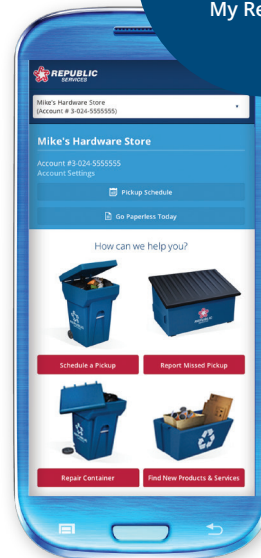 My Re
REPUBLIC
SERVICES
Mike's Hardware Store
(Account # 3-024-5555555)
Mike's Hardware Store
Account #3-024-5555555
Account Settings
Pickup Schedule
Go Paperless Today
How can we help you?
Schedule a Pickup
Report Missed Pickup
Repair Container
Find New Products & Services